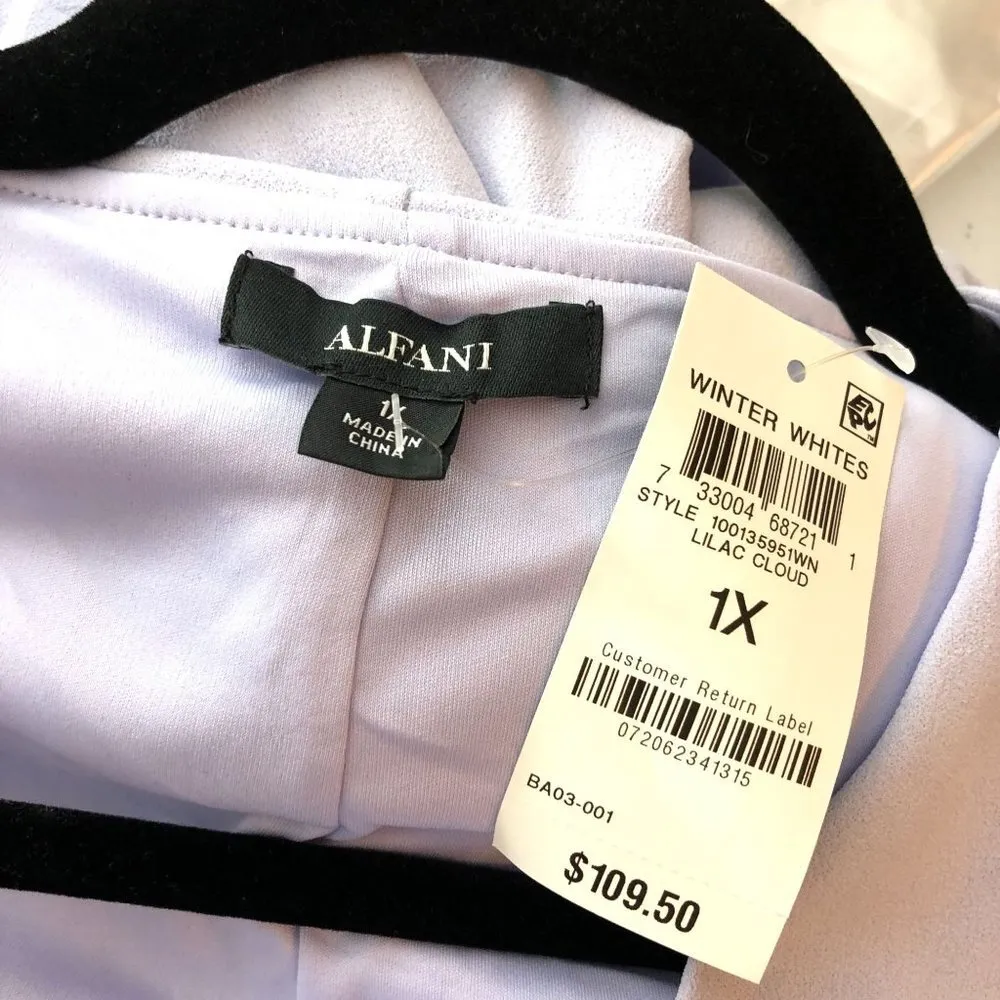 ALFANI
1X
MADE IN
CHINA
WINTER WHITES
7 33004 68721 1
STYLE 100135951WN
LILAC CLOUD
1X
Customer Return Label
072062341315
BA03-001
$109.50